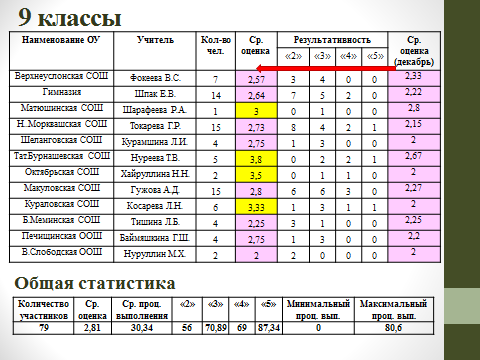 9 классы
Наименование ОУ Учитель Кол-во чел. Ср. оценка Результативность Ср. оценка (декабрь)
«2» «3» «4» «5»
Верхнеуслонская СОШ Фокеева В.С. 7 2,57 3 4 0 0 2,33
Гимназия Шпак Е.В. 14 2,64 7 5 2 0 2,22
Матюшинская СОШ Шарафеева Р.А. 1 3 0 1 0 0 2,8
Н.Моркваշская СОШ Токарева Г.Р. 15 2,73 8 4 2 1 2,15
Шеланговская СОШ Курамшина Л.И. 4 2,75 1 3 0 0 2
Тат.Бурнашевская СОШ Нуреева Т.В. 5 3,8 0 2 2 1 2,67
Октябрьская СОШ Хайруллина Н.Н. 2 3,5 0 1 1 0 2
Макуловская СОШ Гужова А.Д. 15 2,8 6 6 3 0 2,27
Кураловская СОШ Косарева Л.Н. 6 3,33 1 3 1 1 2
Б.Меминская СОШ Тишина Л.Б. 4 2,25 3 1 0 0 2,25
Печищинская ООШ Баймяшкина Г.Ш. 4 2,75 1 3 0 0 2,2
В.Слободская ООШ Нуруллин М.Х. 2 2 2 0 0 0 2
Общая статистика
Количество участников Ср. оценка Ср. проц. выполнения «2» «3» «4» «5» Минимальный проц. вып. Максимальный проц. вып.
79 2,81 30,34 56 70,89 69 87,34 0 80,6